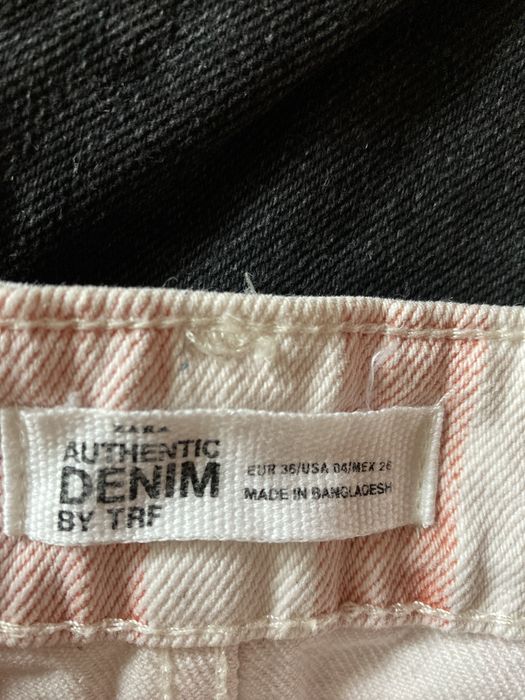 ZARA
AUTHENTIC
DENIM
BY TRF
EUR 36/USA 04/MEX 26
MADE IN BANGLADESH